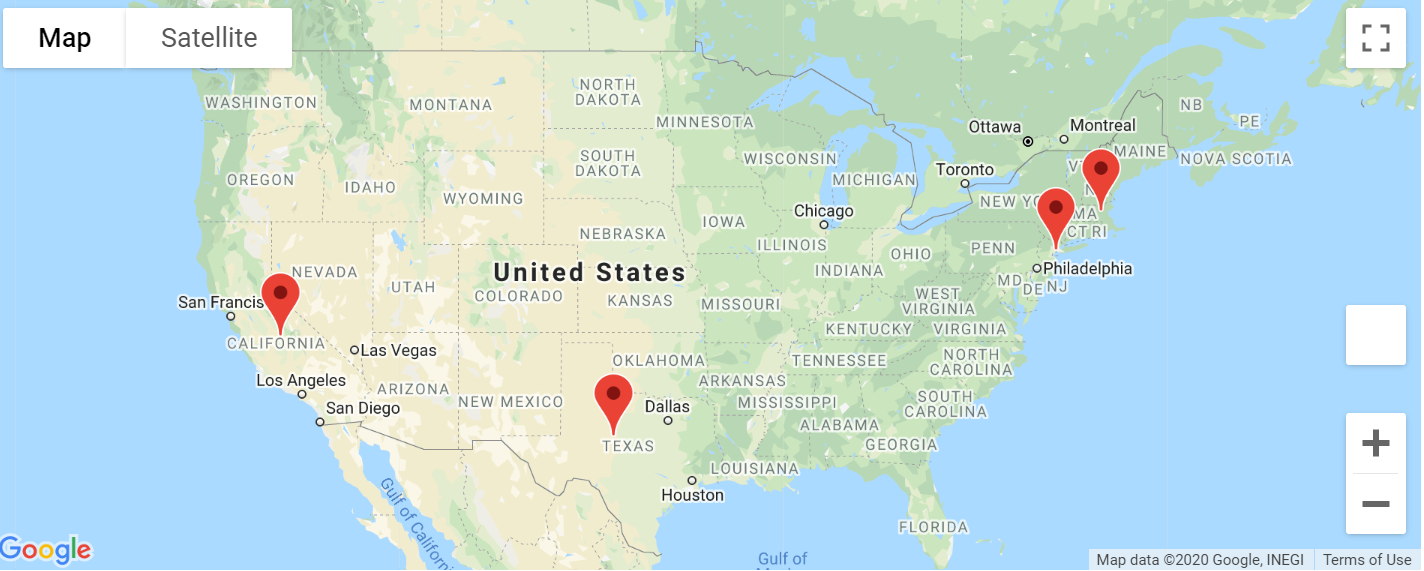 Map
Satellite
WASHINGTON
MONTANA
NORTH
DAKOTA
MINNESOTA
Ottawa
Montreal
NB
PE
MAINE
NOVA SCOTIA
OREGON
IDAHO
WYOMING
SOUTH
DAKOTA
WISCONSIN
MICHIGAN
Toronto
NEW YO
MA
CT RI
NEBRASKA
IOWA
Chicago
ILLINOIS
INDIANA
OHIO
PENN
Philadelphia
MD
DE
NJ
NEVADA
UTAH
COLORADO
United States
KANSAS
MISSOURI
WEST
VIRGINIA
KENTUCKY
VIRGINIA
San Francis
CALIFORNIA
Las Vegas
Los Angeles
San Diego
ARIZONA
NEW MEXICO
OKLAHOMA
ARKANSAS
TENNESSEE
NORTH
CAROLINA
SOUTH
CAROLINA
MISSISSIPPI
ALABAMA
GEORGIA
Dallas
TEXAS
LOUISIANA
Houston
FLORIDA
Gulf of California
Gulf of
Google
Map data ©2020 Google, INEGI
Terms of Use